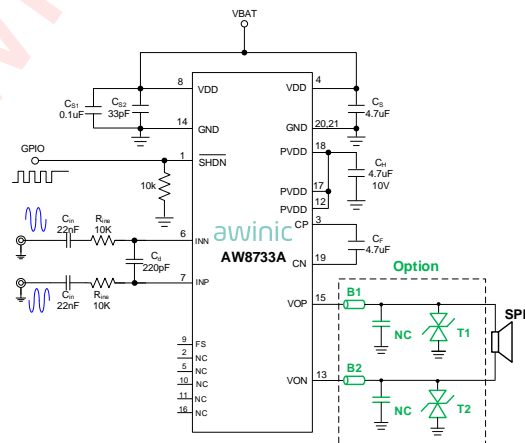 VBAT
8
VDD
VDD
4
CS1
0.1uF
CS2
33pF
CS
4.7uF
14
GND
GND
20,21
GPIO
1
SHDN
PVDD
18
CH
4.7uF
10V
10k
PVDD
17
PVDD
12
CP
3
awinic
AW8733A
CF
4.7uF
CN
19
Cin
22nF
Rine
10K
6
INN
Cd
220pF
7
INP
Cin
22nF
Rine
10K
Option
VOP
15
B1
NC
T1
SP
VON
13
B2
NC
T2
9
FS
2
NC
5
NC
10
NC
11
NC
16
NC